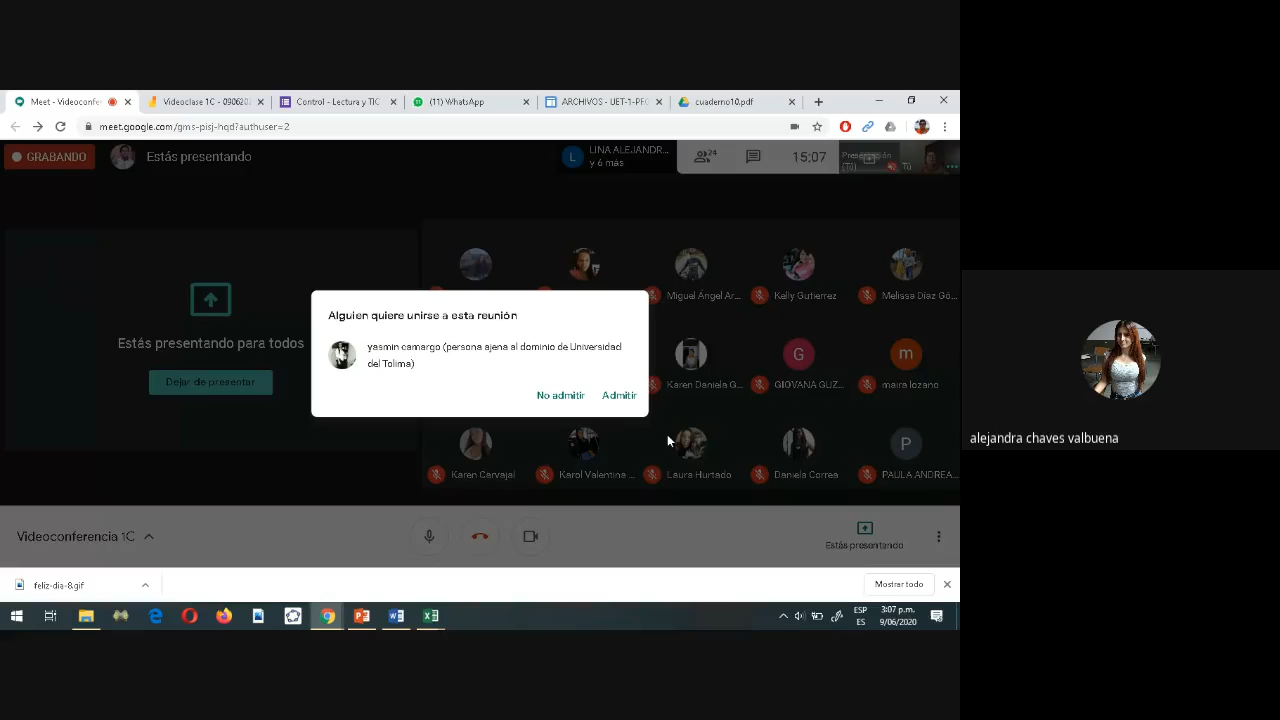 Meet - Videoconfe
Videoclase 1C - 090620
Control - Lectura y TIC
(11) WhatsApp
ARCHIVOS - UET-1-PRO
cuaderno10.pdf
meet.google.com/gms-pisj-hqd?authuser=2
GRABANDO
Estás presentando
L
LINA ALEJANDR...
y 6 más
24
15:07
Presentación
(Tú)
Tú
Miguel Ángel Ar...
Kelly Gutierrez
Melissa Díaz Gó...
Estás presentando para todos
Dejar de presentar
Alguien quiere unirse a esta reunión
yasmin camargo (persona ajena al dominio de Universidad
del Tolima)
No admitir
Admitir
G
m
Karen Daniela G...
GIOVANA GUZ...
maira lozano
P
Karen Carvajal
Karol Valentina ...
Laura Hurtado
Daniela Correa
PAULA ANDREA...
alejandra chaves valbuena
Videoconferencia 1C
Estás presentando
feliz-dia-8.gif
Mostrar todo
ESP
ES
3:07 p.m.
9/06/2020